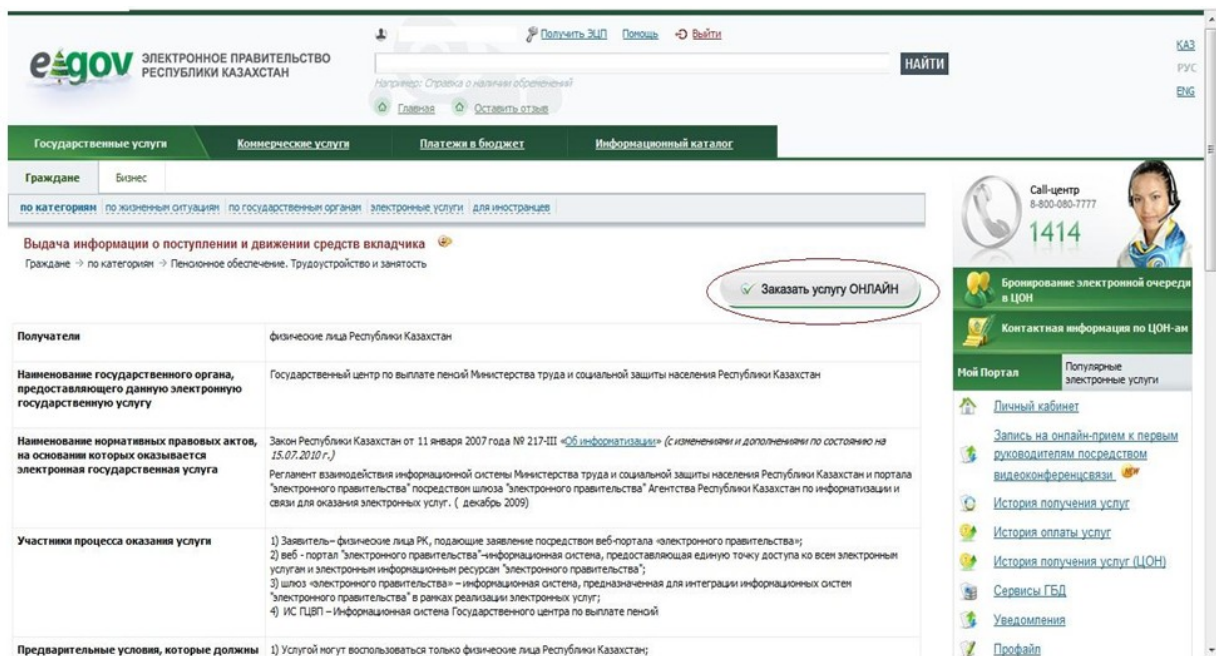 Получить ЭЦП Помощь Выйти
egov ЭЛЕКТРОННОЕ ПРАВИТЕЛЬСТВО
РЕСПУБЛИКИ КАЗАХСТАН
НАЙТИ
ҚАЗ
РУС
ENG
Например: Справка о наличии обременений
Главная Оставить отзыв
Государственные услуги Коммерческие услуги Платежи в бюджет Информационный каталог
Граждане Бизнес
по категориям по жизненным ситуациям по государственным органам электронные услуги для иностранцев
Выдача информации о поступлении и движении средств вкладчика
Граждане → по категориям → Пенсионное обеспечение. Трудоустройство и занятость
Заказать услугу ОНЛАЙН
Получатели
физические лица Республики Казахстан
Наименование государственного органа,
предоставляющего данную электронную
государственную услугу
Государственный центр по выплате пенсий Министерства труда и социальной защиты населения Республики Казахстан
Наименование нормативных правовых актов,
на основании которых оказывается
электронная государственная услуга
Закон Республики Казахстан от 11 января 2007 года № 217-III «Об информатизации» (с изменениями и дополнениями по состоянию на
15.07.2010 г.)
Регламент взаимодействия информационной системы Министерства труда и социальной защиты населения Республики Казахстан и портала
"электронного правительства" посредством шлюза "электронного правительства" Агентства Республики Казахстан по информатизации и
связи для оказания электронных услуг. ( декабрь 2009)
Участники процесса оказания услуги
1) Заявитель– физические лица РК, подающие заявление посредством веб-портала «электронного правительства»;
2) веб - портал "электронного правительства"–информационная система, предоставляющая единую точку доступа ко всем электронным
услугам и электронным информационным ресурсам "электронного правительства";
3) шлюз «электронного правительства» – информационная система, предназначенная для интеграции информационных систем
"электронного правительства" в рамках реализации электронных услуг;
4) ИС ГЦВП – Информационная система Государственного центра по выплате пенсий
Предварительные условия, которые должны
1) Услугой могут воспользоваться только физические лица Республики Казахстан;
Call-центр
8-800-080-7777
1414
Бронирование электронной очереди
в ЦОН
Контактная информация по ЦОН-ам
Мой Портал
Популярные
электронные услуги
Личный кабинет
Запись на онлайн-прием к первым
руководителям посредством
видеоконференцсвязи NEW
История получения услуг
История оплаты услуг
История получения услуг (ЦОН)
Сервисы ГБД
Уведомления
Профайл